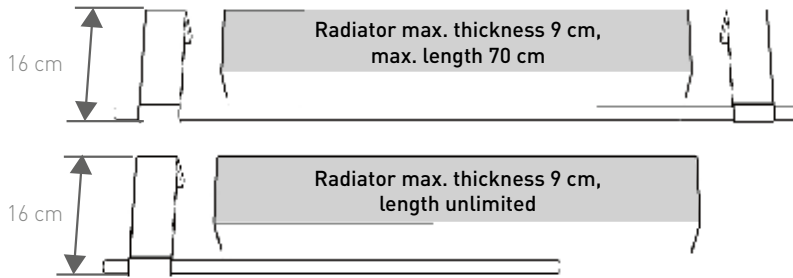 Radiator max. thickness 9 cm,
max. length 70 cm
16 cm
Radiator max. thickness 9 cm,
length unlimited
16 cm